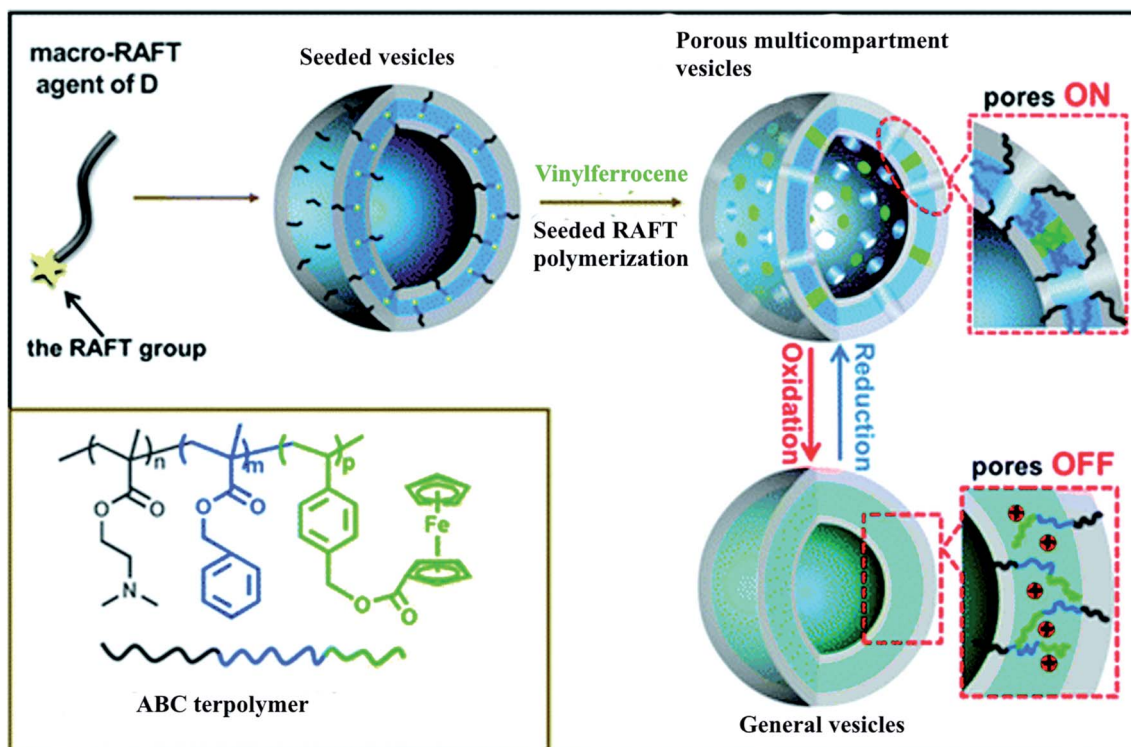 macro-RAFT
agent of D
the RAFT group
Seeded vesicles
Vinylferrocene
Seeded RAFT
polymerization
Porous multicompartment
vesicles
pores ON
Oxidation
Reduction
pores OFF
General vesicles
n
m
p
O
O
N
O
O
O
O
Fe
ABC terpolymer